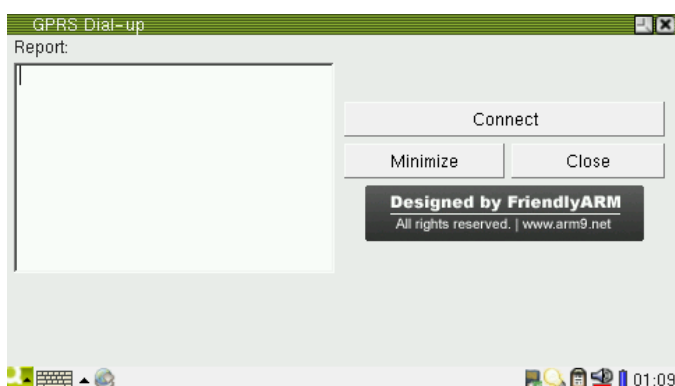 GPRS Dial-up
Report:
Connect
Minimize Close
Designed by FriendlyARM
All rights reserved. | www.arm9.net
01:09